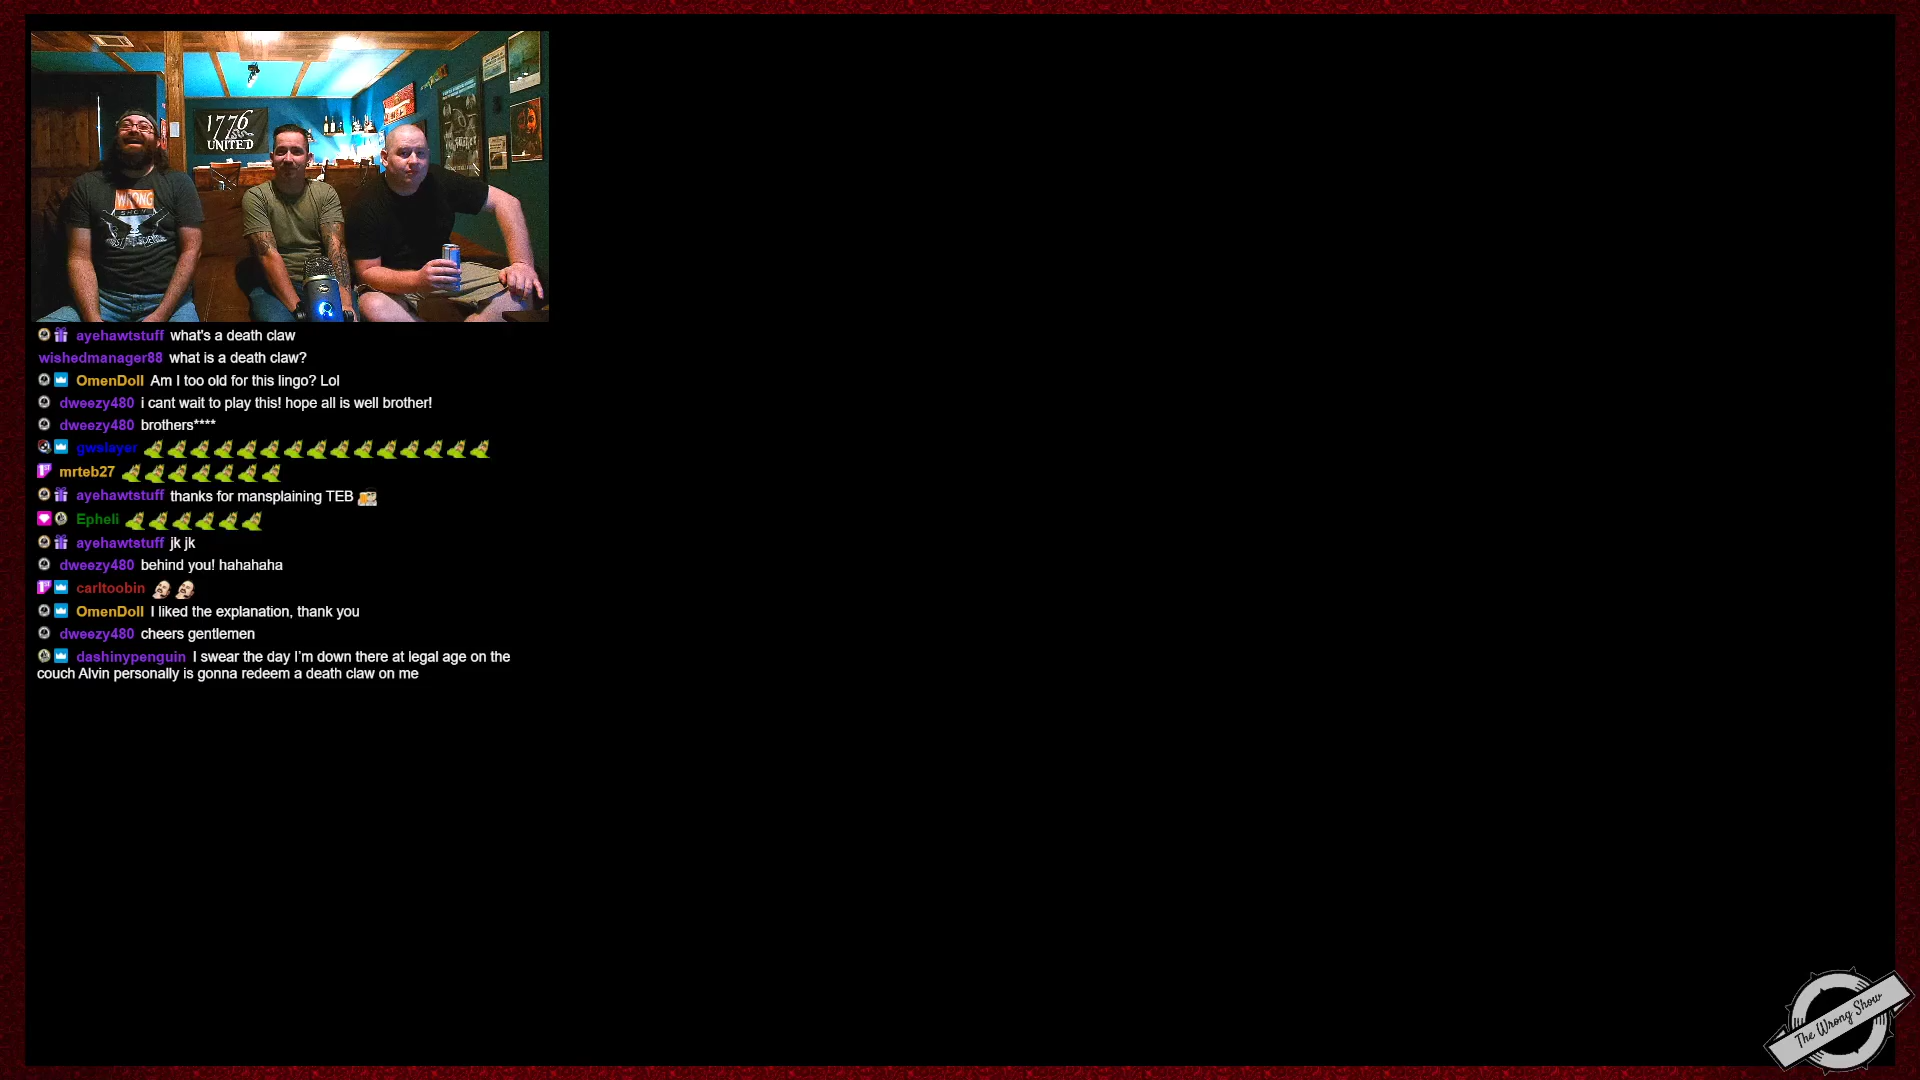 1776
UNITED
WRONG
SHOW
ayehawtstuff what's a death claw
wishedmanager88 what is a death claw?
OmenDoll Am I too old for this lingo? Lol
dweezy480 i cant wait to play this! hope all is well brother!
dweezy480 brothers****
gwslayer
mrteb27
ayehawtstuff thanks for mansplaining TEB
Epheli
ayehawtstuff jk jk
dweezy480 behind you! hahahaha
carltoobin
OmenDoll I liked the explanation, thank you
dweezy480 cheers gentlemen
dashinypenguin I swear the day I'm down there at legal age on the
couch Alvin personally is gonna redeem a death claw on me
The Wrong Show